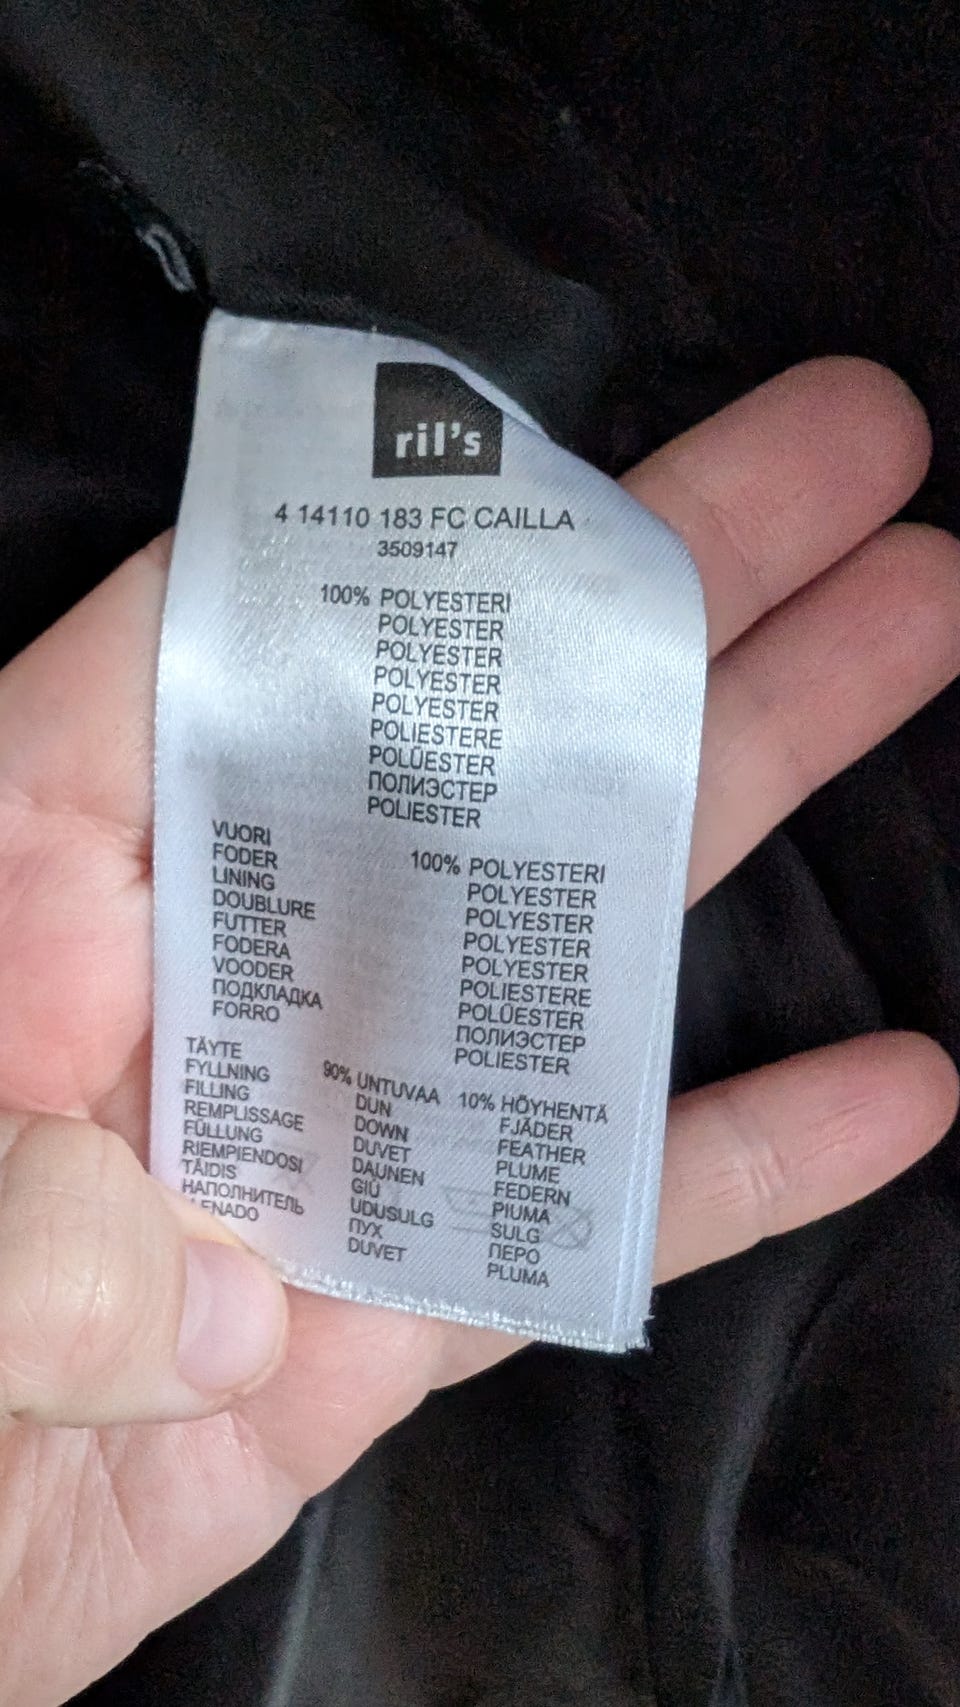 ril's
4 14110 183 FC CAILLA
3509147
100% POLYESTERI
POLYESTER
POLYESTER
POLYESTER
POLYESTER
POLIESTERE
POLÜESTER
ПОЛИЭСТЕР
POLIESTER
VUORI 100% POLYESTERI
FODER POLYESTER
LINING POLYESTER
DOUBLURE POLYESTER
FUTTER POLYESTER
FODERA POLIESTERE
VOODER POLÜESTER
ПОДКЛАДКА ПОЛИЭСТЕР
FORRO POLIESTER
TÄYTE 90% UNTUVAA 10% HÖYHENTÄ
FYLLNING DUN FJÄDER
FILLING DOWN FEATHER
REMPLISSAGE DUVET PLUME
FÜLLUNG DAUNEN FEDERN
RIEMPIENDOSI GIÙ PIUMA
TÄIDIS UDUSULG SULG
НАПОЛНИТЕЛЬ ПУХ ПЕРО
LENADO DUVET PLUMA